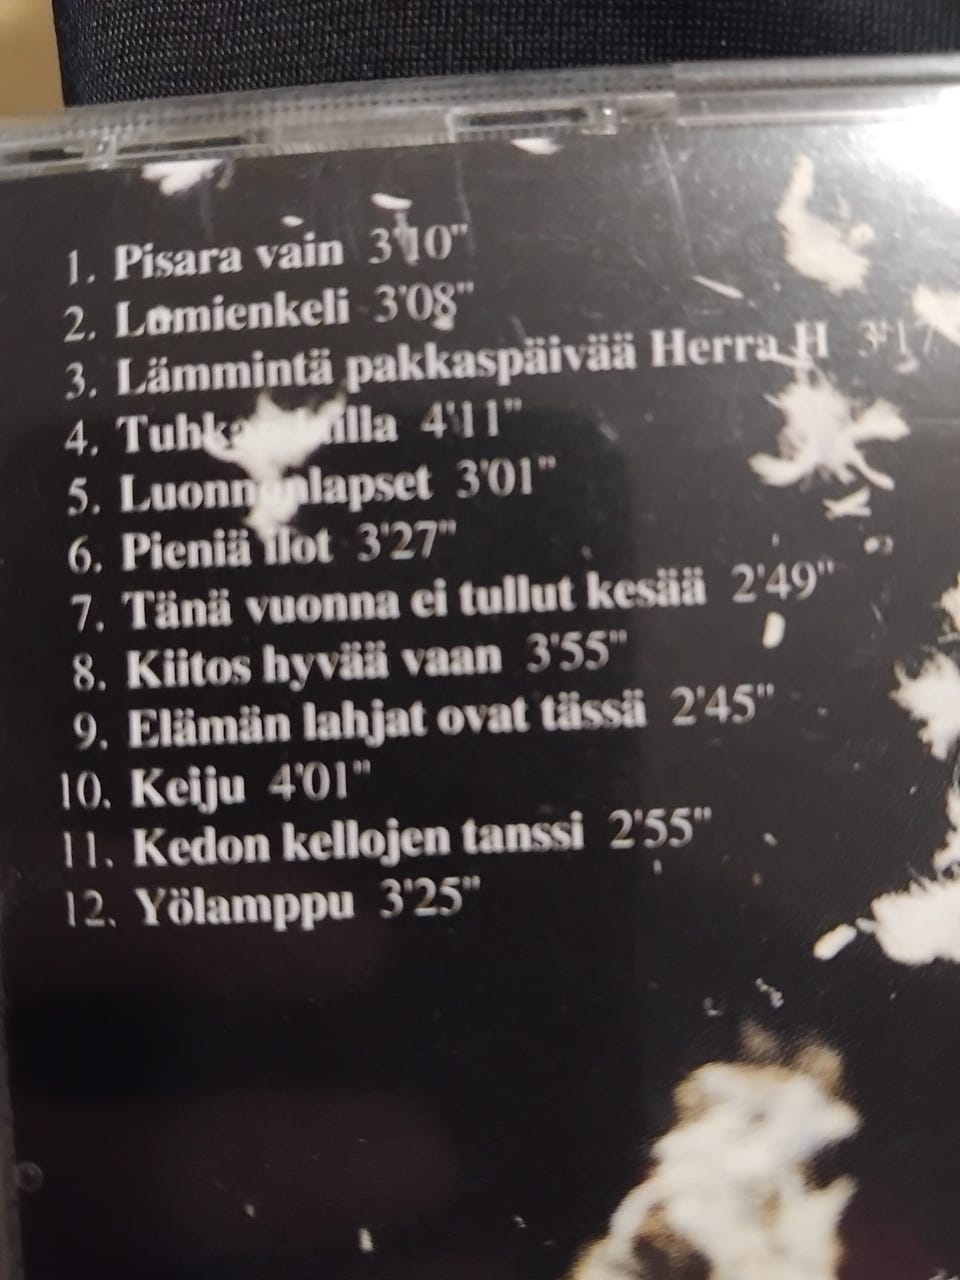 1. Pisara vain 3'10"
2. Lumienkeli 3'08"
3. Lämmintä pakkaspäivää Herra H 3'17
4. 4'11"
5. Luonnonlapset 3'01"
6. Pieniä ilot 3'27"
7. Tänä vuonna ei tullut kesää 2'49"
8. Kiitos hyvää vaan 3'55"
9. Elämän lahjat ovat tässä 2'45"
10. Keiju 4'01"
11. Kedon kellojen tanssi 2'55"
12. Yölamppu 3'25"